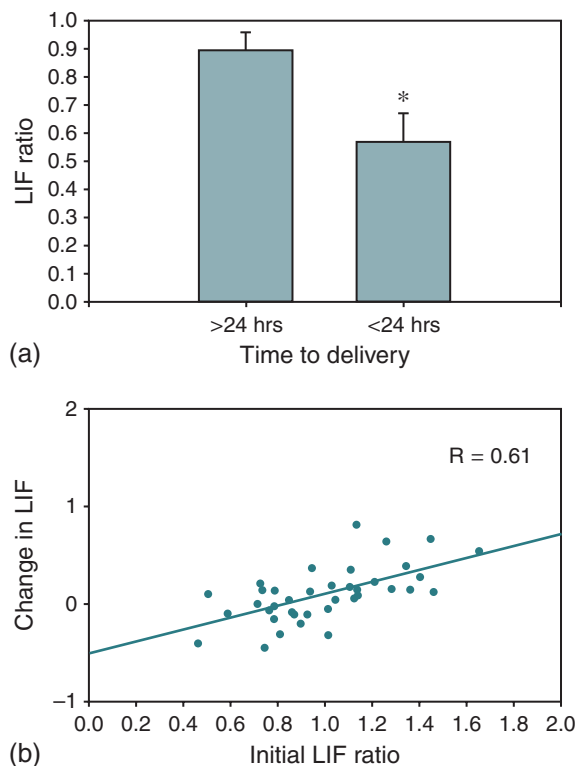 1.0
0.9
0.8
0.7
0.6
0.5
0.4
0.3
0.2
0.1
0.0
LIF ratio
*
>24 hrs <24 hrs
(a) Time to delivery
2
1
0
−1
Change in LIF
R = 0.61
0.0 0.2 0.4 0.6 0.8 1.0 1.2 1.4 1.6 1.8 2.0
(b) Initial LIF ratio